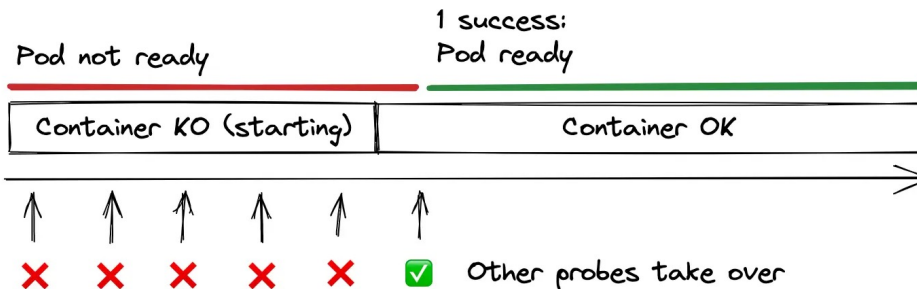 1 success:
Pod not ready
Pod ready
Container KO (starting)
Container OK
Other probes take over